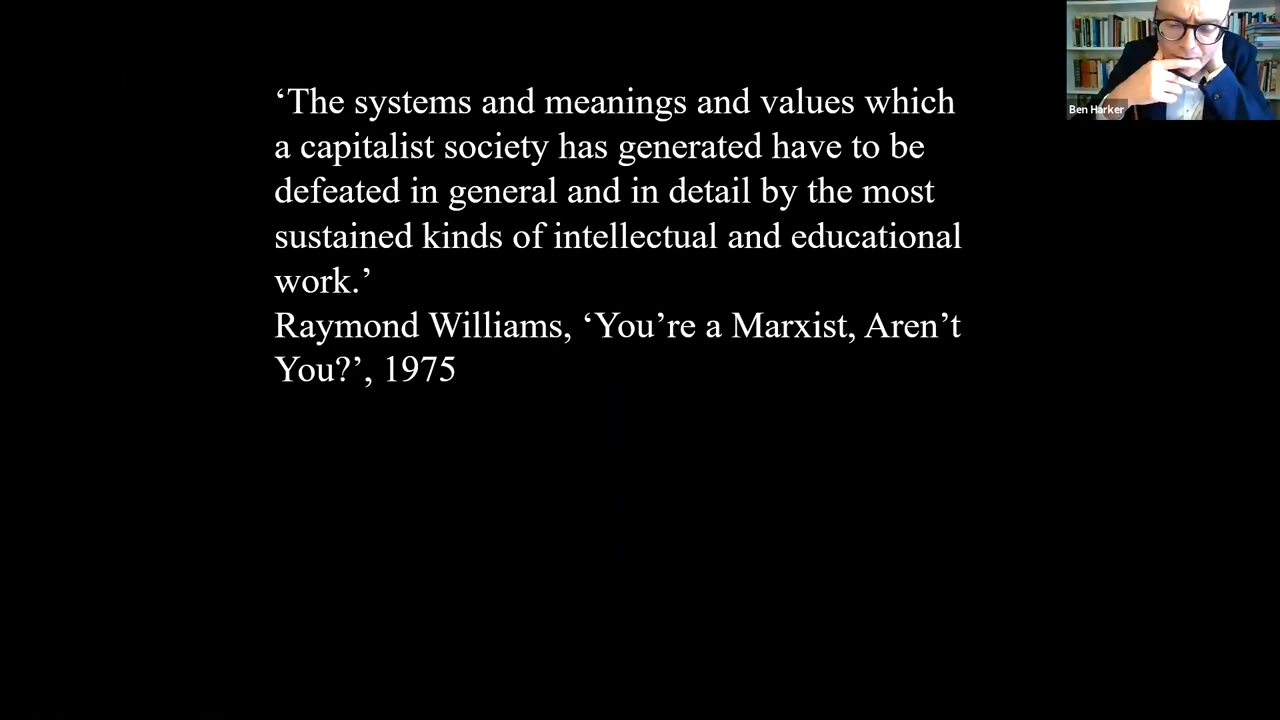 ‘The systems and meanings and values which
a capitalist society has generated have to be
defeated in general and in detail by the most
sustained kinds of intellectual and educational
work.’
Raymond Williams, ‘You’re a Marxist, Aren’t
You?’, 1975
Ben Harker